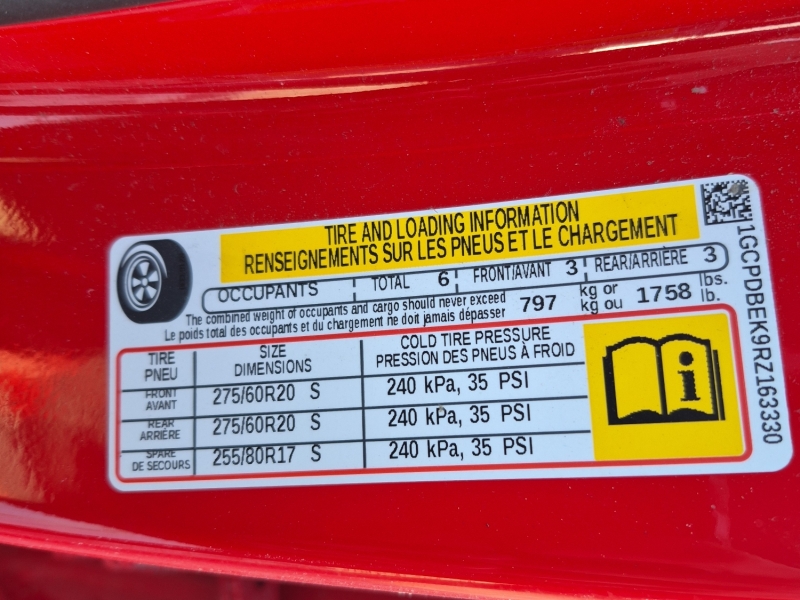 TIRE AND LOADING INFORMATION
RENSEIGNEMENTS SUR LES PNEUS ET LE CHARGEMENT
OCCUPANTS TOTAL 6 FRONT/AVANT 3 REAR/ARRIÈRE 3
The combined weight of occupants and cargo should never exceed 797 kg or 1758 lbs.
Le poids total des occupants et du chargement ne doit jamais dépasser kg ou lb.
TIRE SIZE COLD TIRE PRESSURE
PNEU DIMENSIONS PRESSION DES PNEUS À FROID
FRONT
AVANT 275/60R20 S 240 kPa, 35 PSI
REAR
ARRIÈRE 275/60R20 S 240 kPa, 35 PSI
SPARE
DE SECOURS 255/80R17 S 240 kPa, 35 PSI
1GCPDBEK9RZ163330